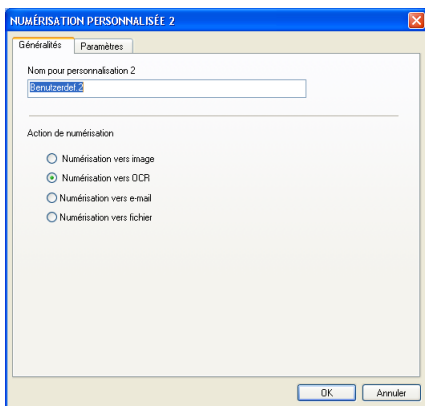 NUMÉRISATION PERSONNALISÉE 2
Généralités Paramètres
Nom pour personnalisation 2
Benutzerdef.2
Action de numérisation
Numérisation vers image
Numérisation vers OCR
Numérisation vers e-mail
Numérisation vers fichier
OK Annuler